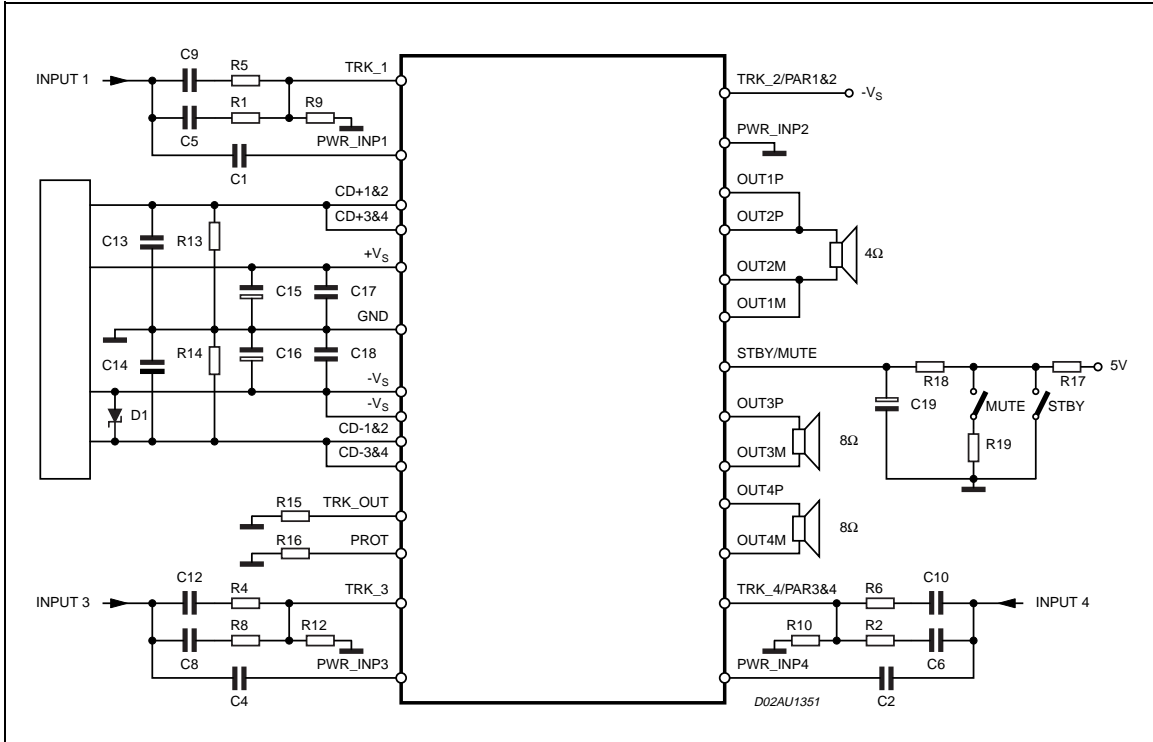 C9
R5
TRK_1
INPUT 1
R1
R9
C5
PWR_INP1
C1
CD+1&2
CD+3&4
C13
R13
+VS
C15
C17
GND
C14
R14
C16
C18
-VS
-VS
D1
CD-1&2
CD-3&4
R15
TRK_OUT
R16
PROT
C12
R4
TRK_3
INPUT 3
R8
R12
C8
PWR_INP3
C4
TRK_2/PAR1&2
-VS
PWR_INP2
OUT1P
OUT2P
OUT2M
4Ω
OUT1M
STBY/MUTE
R18
R17
5V
C19
MUTE
STBY
R19
OUT3P
8Ω
OUT3M
OUT4P
8Ω
OUT4M
TRK_4/PAR3&4
R6
C10
INPUT 4
R10
R2
C6
PWR_INP4
C2
D02AU1351